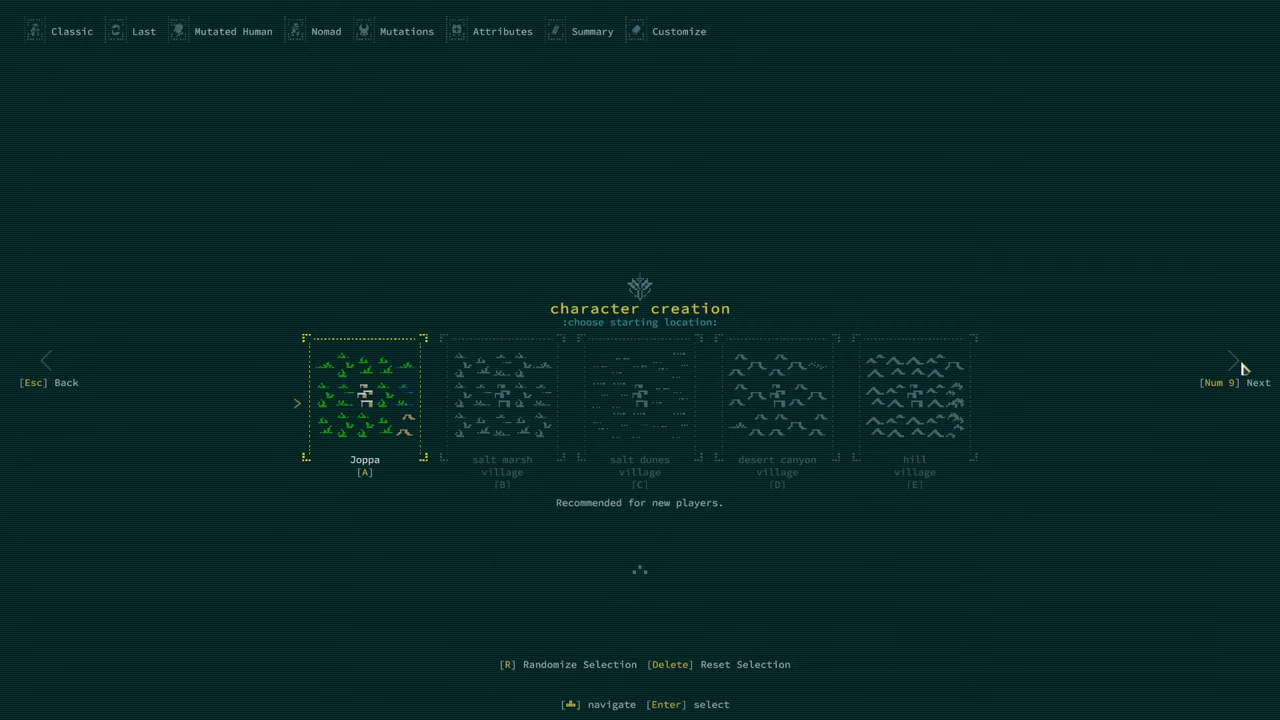 Classic Last Mutated Human Nomad Mutations Attributes Summary Customize
character creation
:choose starting location:
[Esc] Back
[Num 9] Next
Jopa
[A]
salt marsh
village
[B]
salt dunes
village
[C]
desert canyon
village
[D]
hill
village
[E]
Recommended for new players.
[R] Randomize Selection [Delete] Reset Selection
navigate [Enter] select